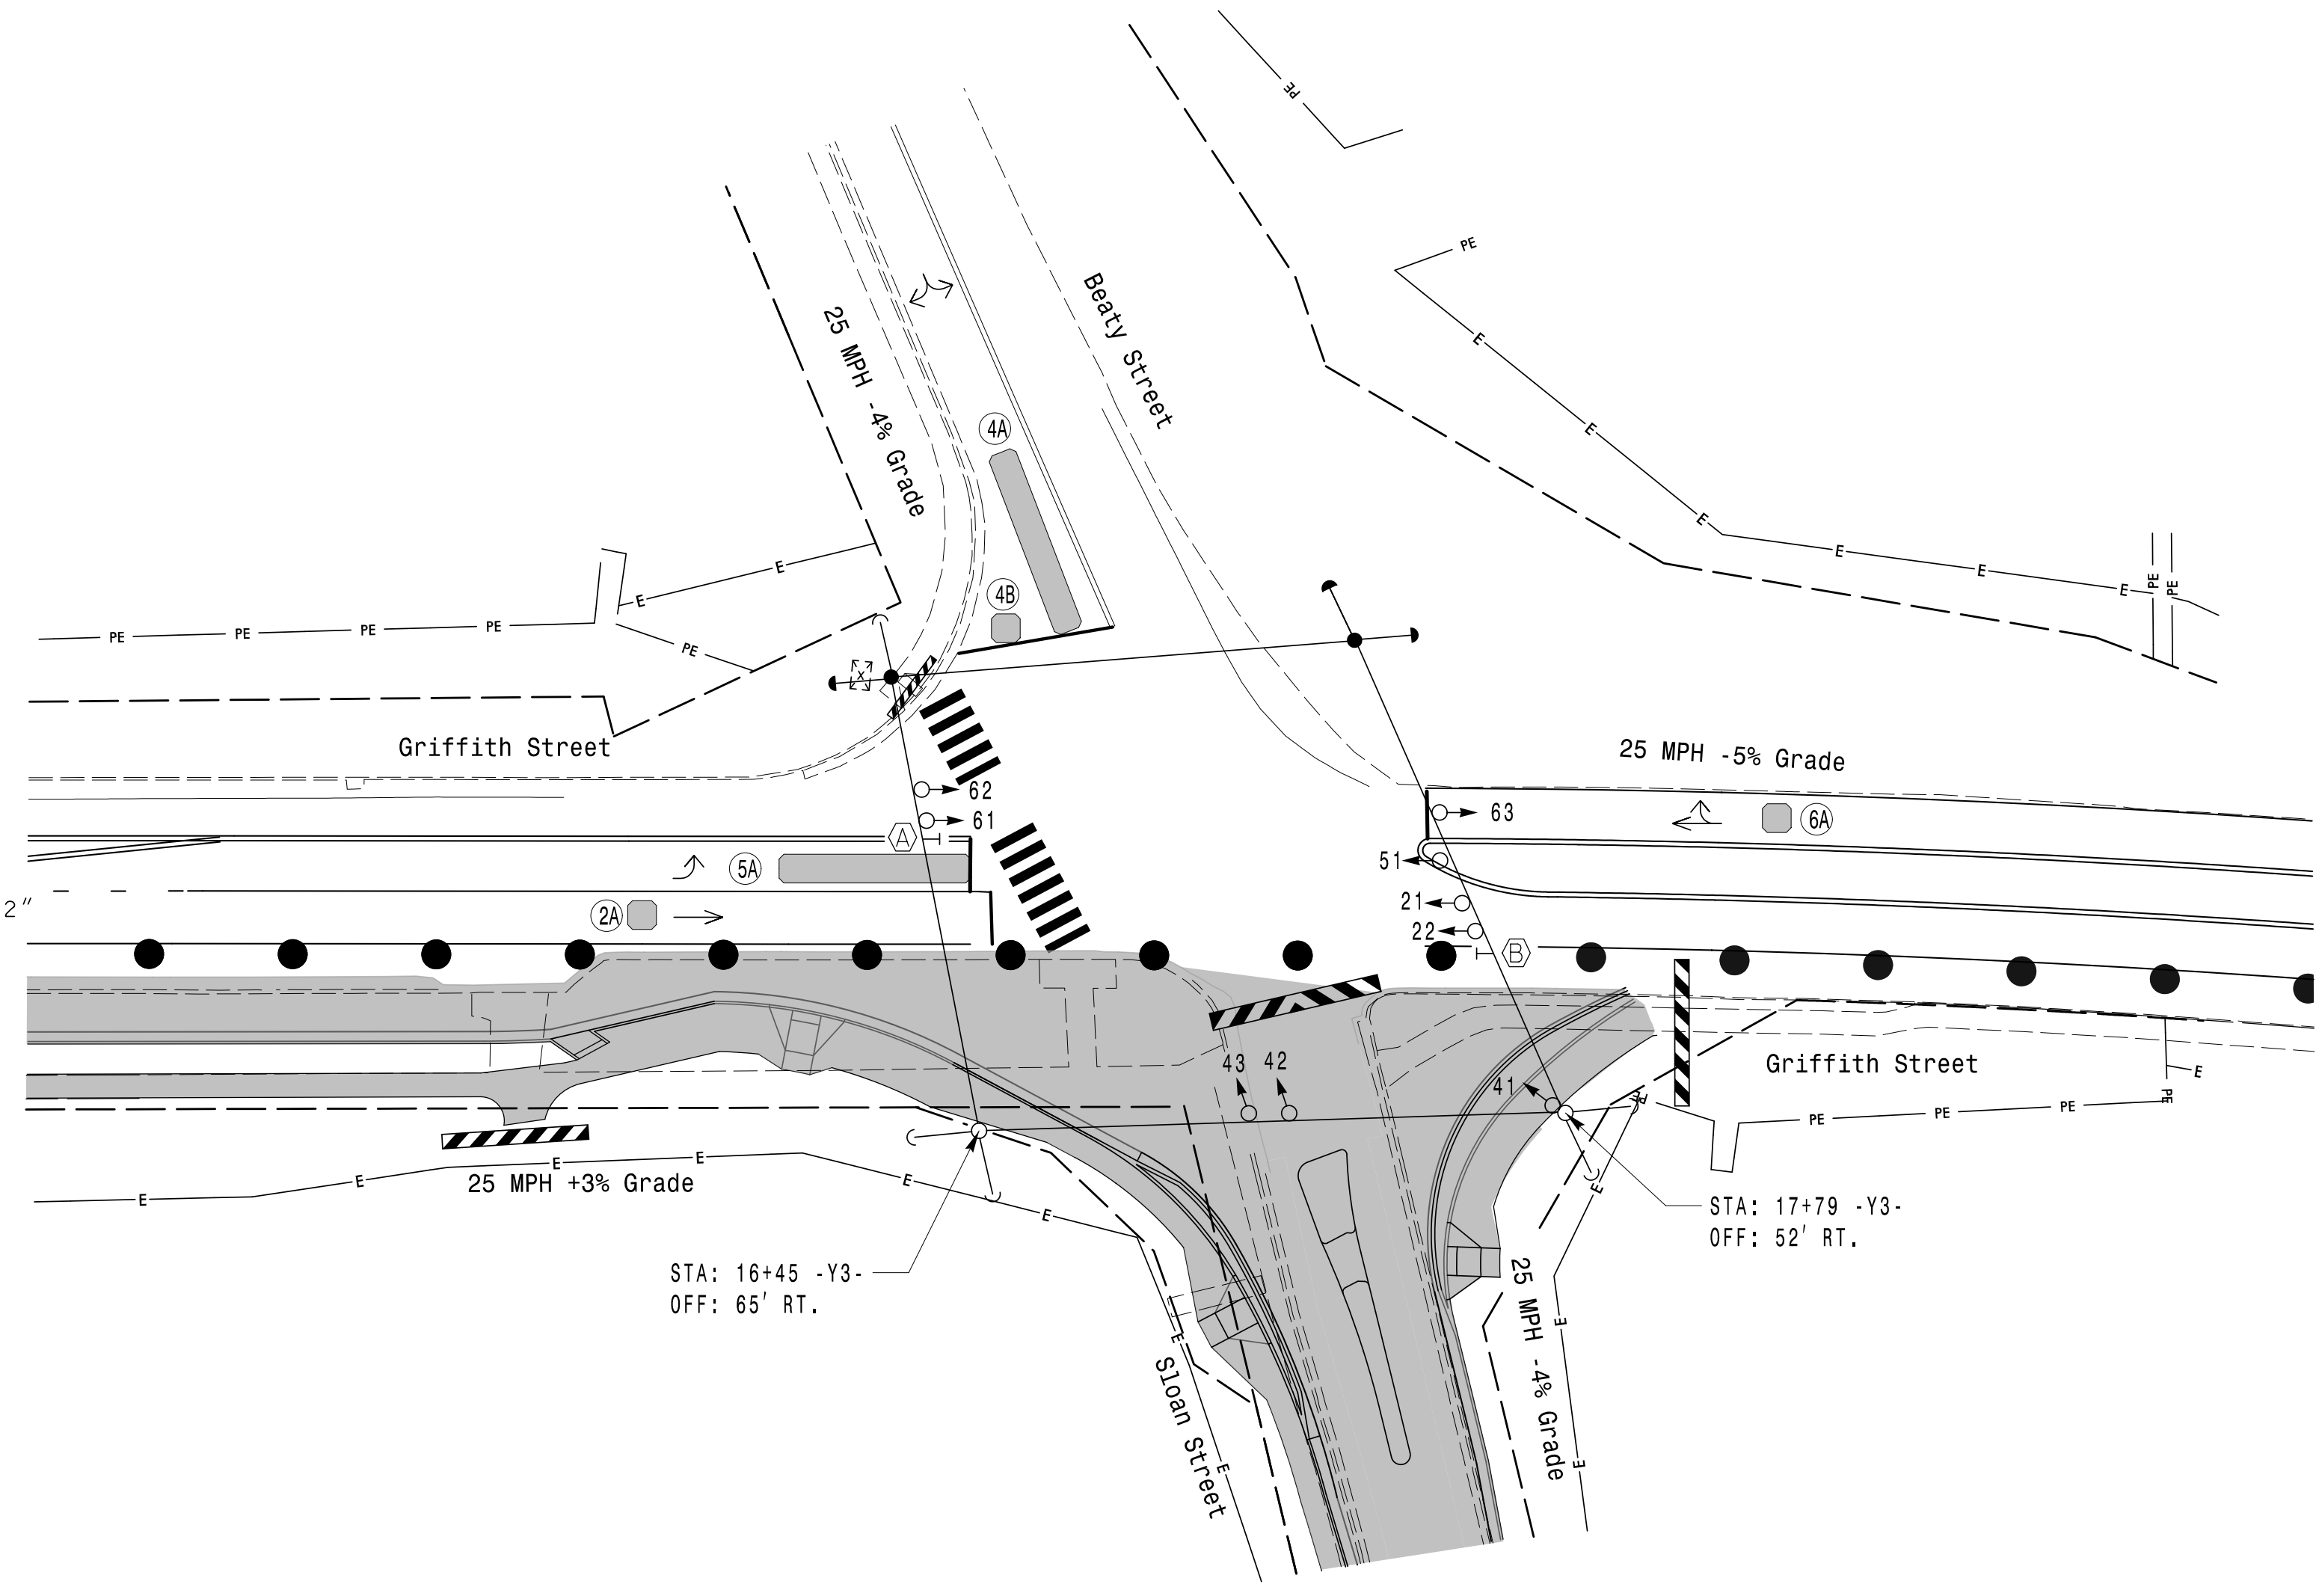 PE
PE
25 MPH -4% Grade
Beaty Street
E
E
4A
E
E
E
E
E
PE
PE
E
E
4B
PE
PE
PE
PE
PE
X
Griffith Street
25 MPH -5% Grade
62
61
63
6A
A
5A
51
2"
2A
21
22
B
43
42
41
Griffith Street
E
PE
PE
PE
PE
PE
E
E
E
E
25 MPH +3% Grade
E
E
E
STA: 17+79 -Y3-
OFF: 52' RT.
STA: 16+45 -Y3-
OFF: 65' RT.
25 MPH -4% Grade
E
E
Sloan Street
E
E